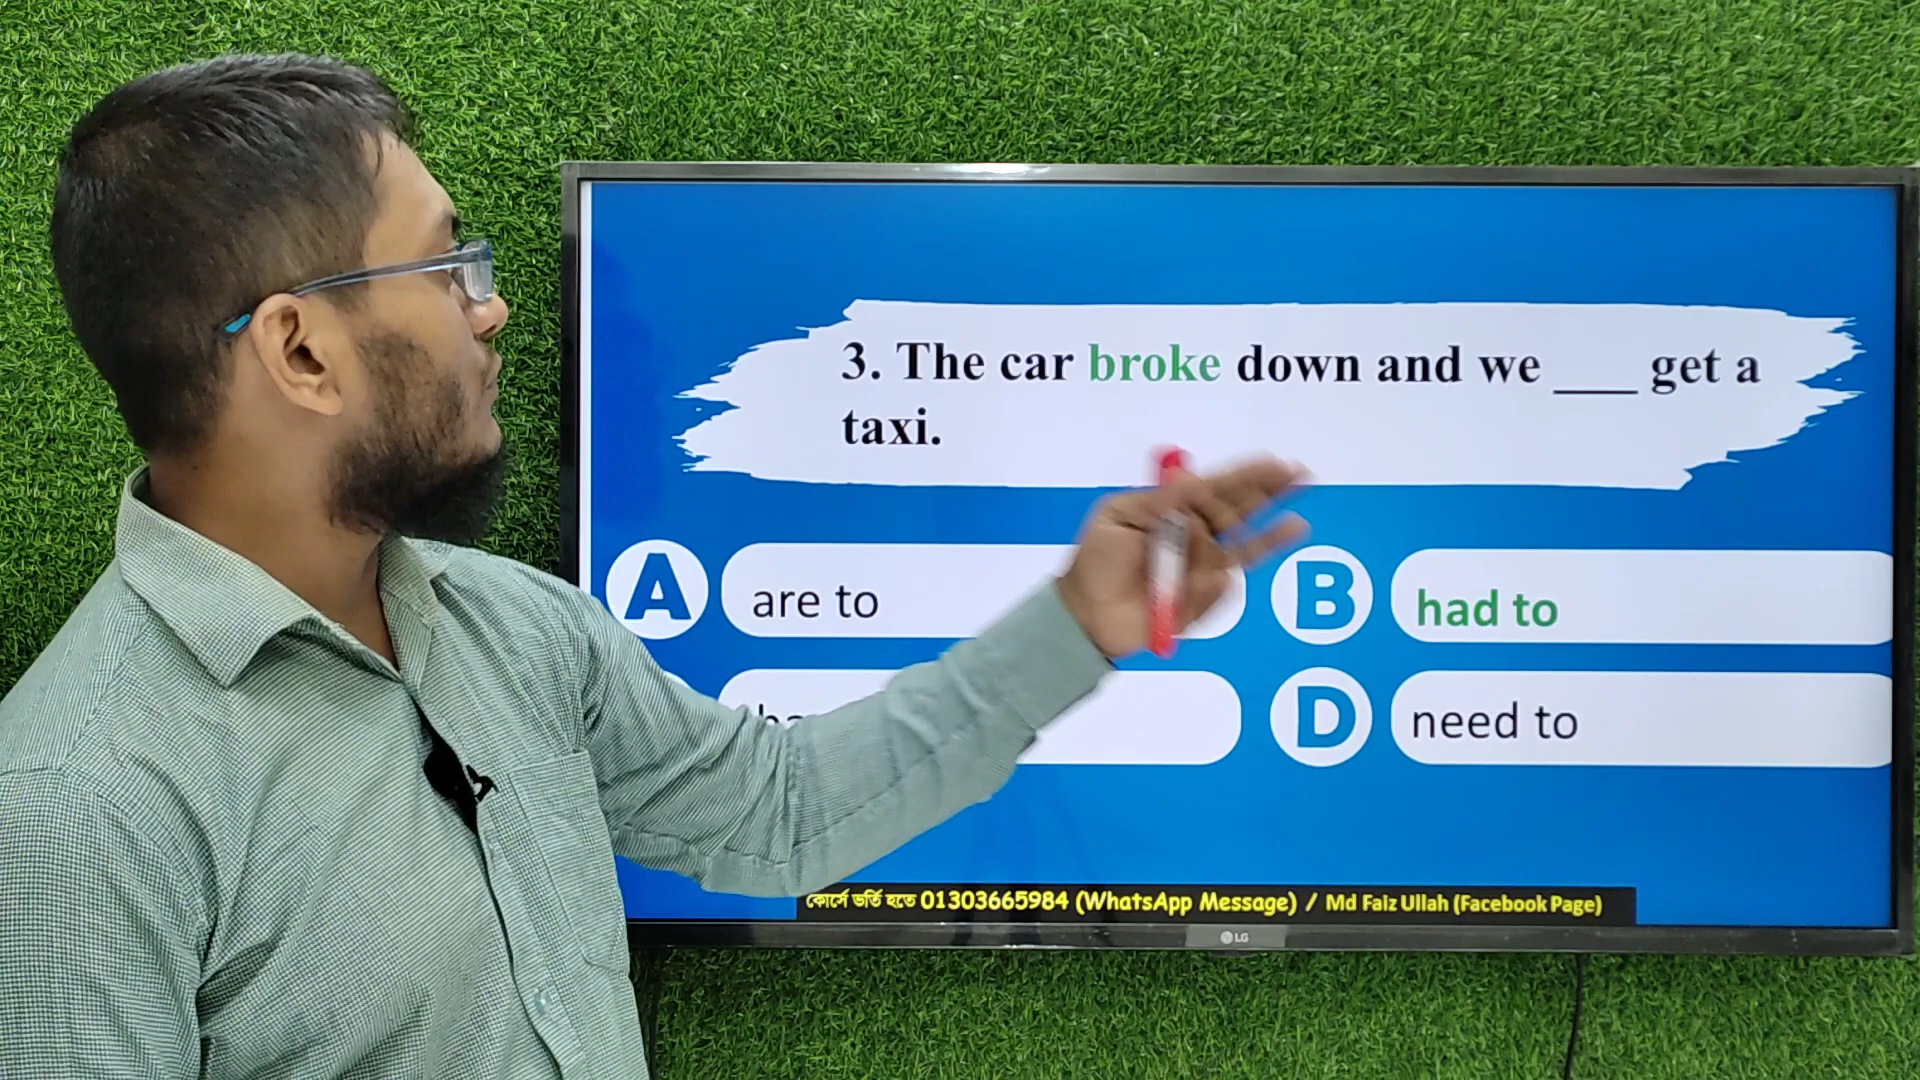 3. The car broke down and we ___ get a
taxi.
A are to
B had to
D need to
কোর্সে ভর্তি হতে 01303665984 (WhatsApp Message) / Md Faiz Ullah (Facebook Page)
LG